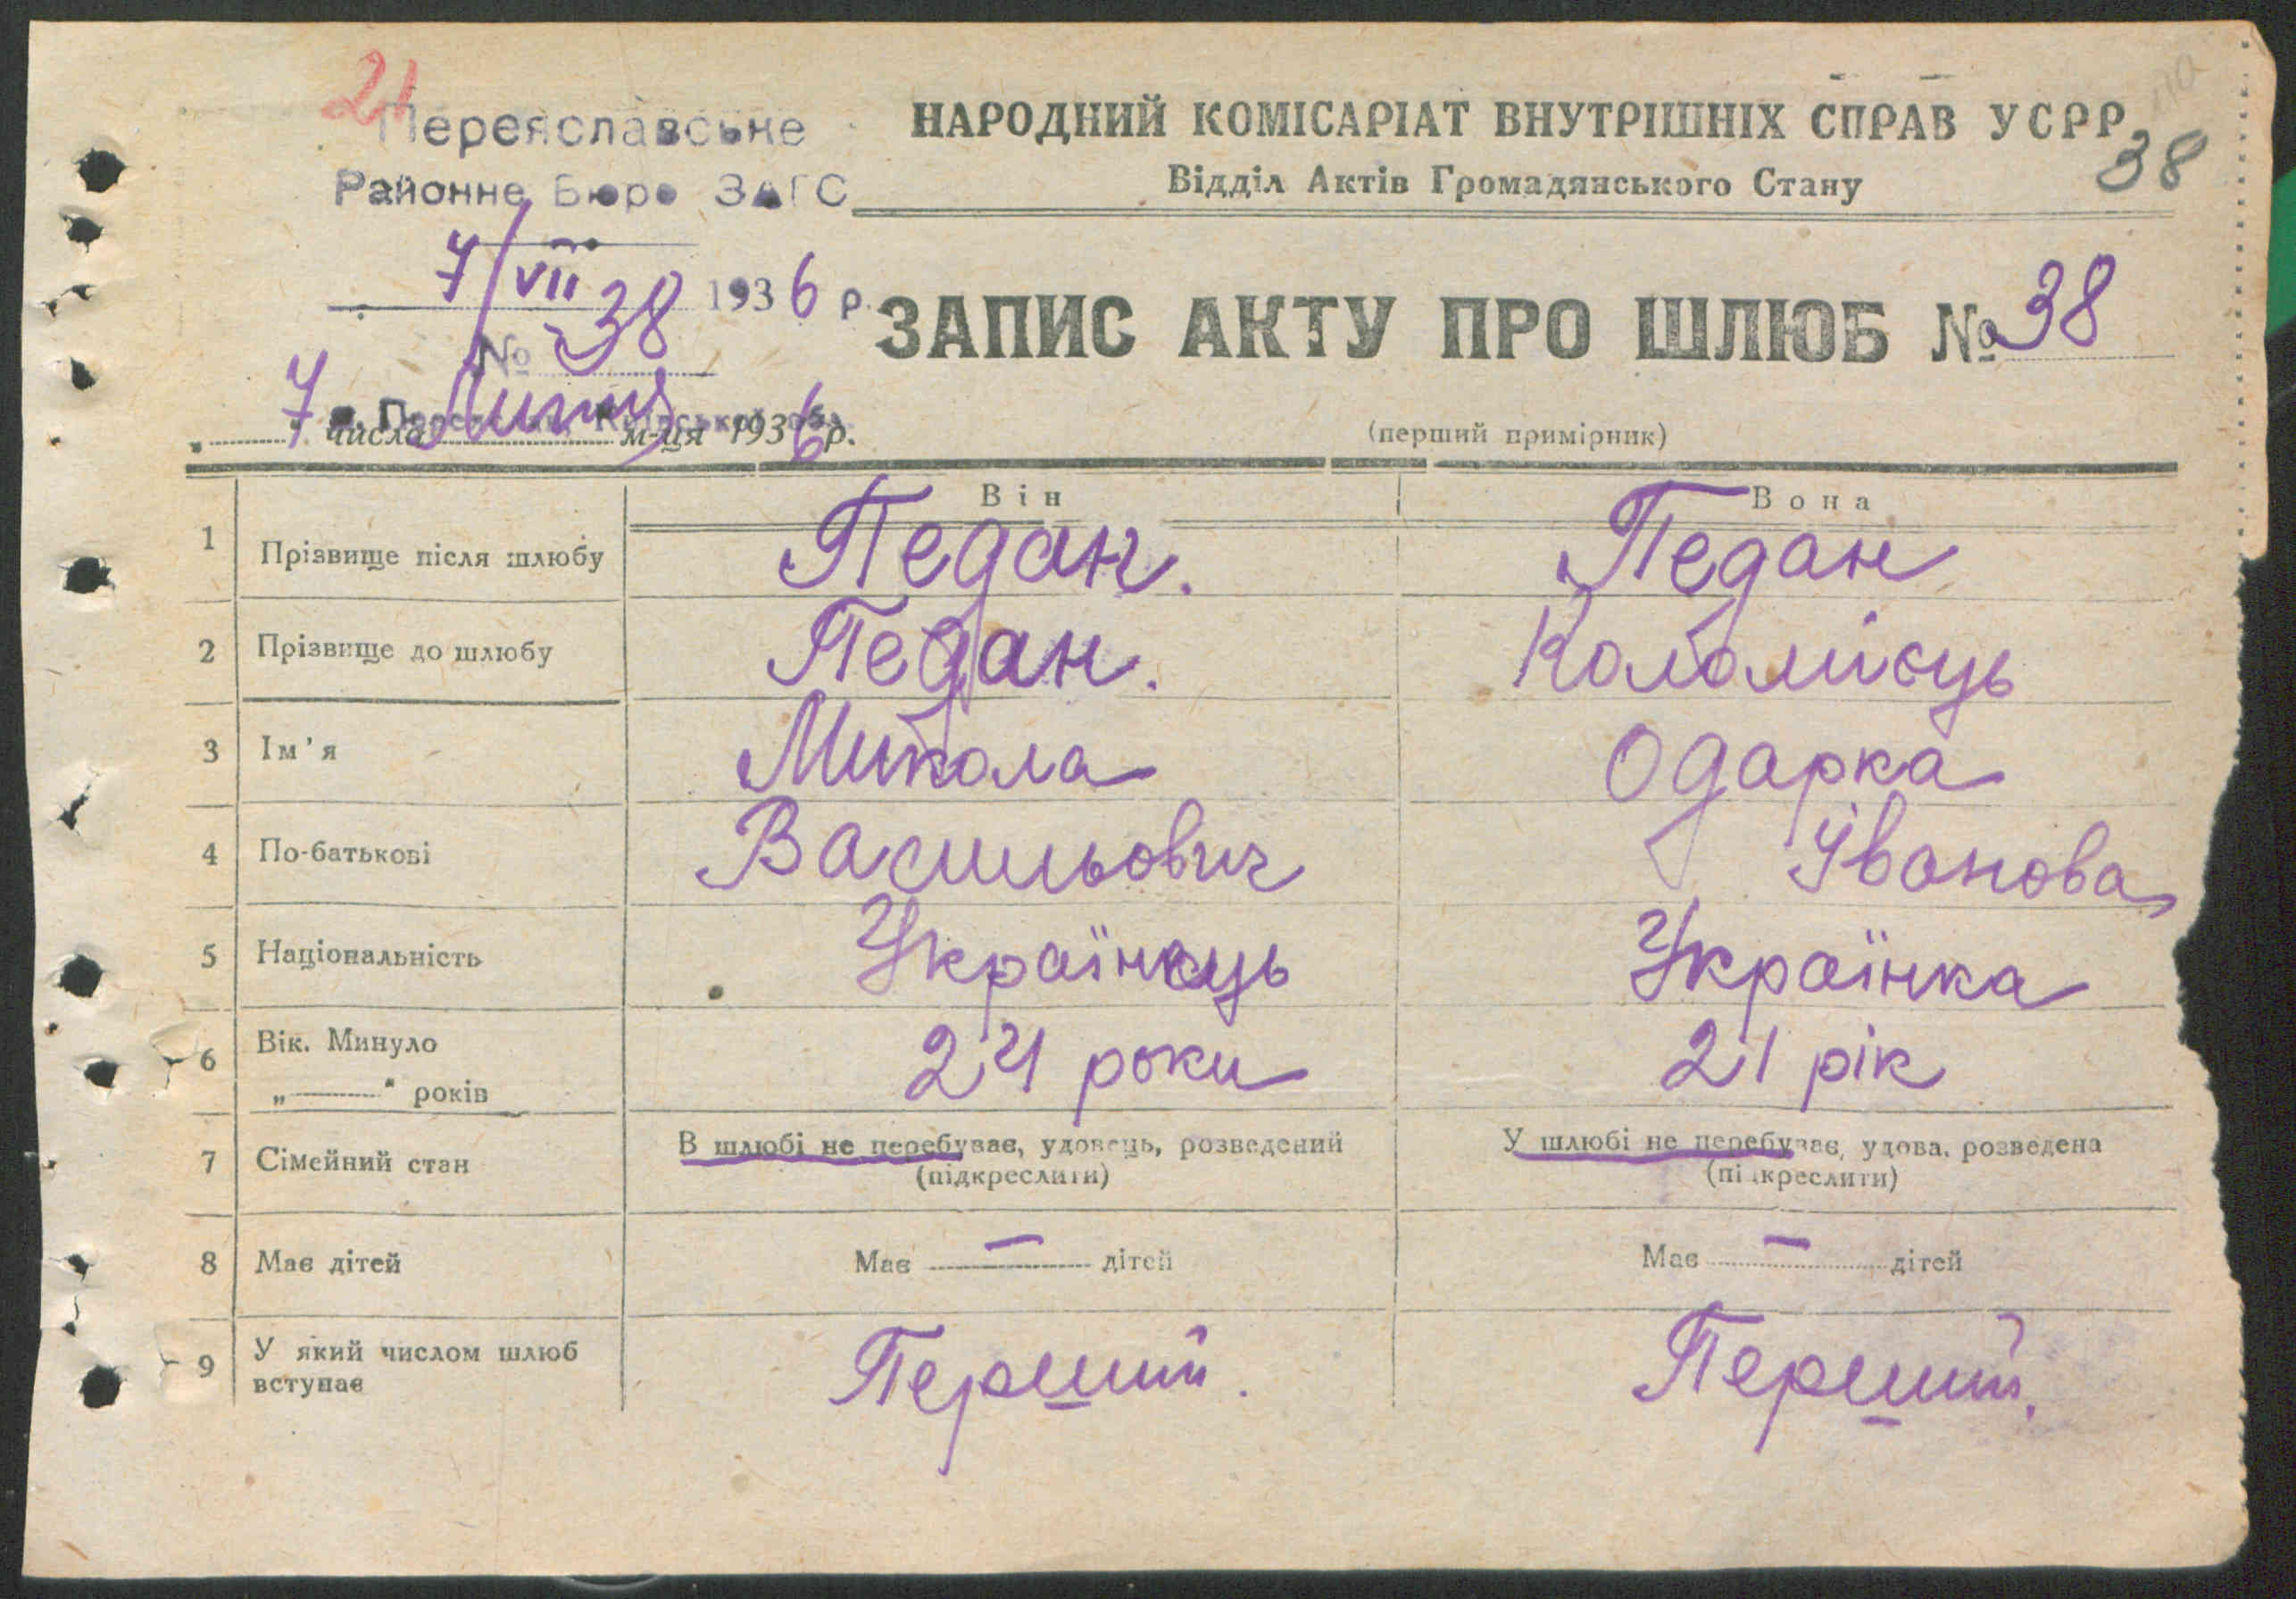 21
Переяславське
Районне Бюро ЗАГС
7/VII 1936 р.
№ 38
м. Переяслав, Київської обл.
НАРОДНИЙ КОМІСАРІАТ ВНУТРІШНІХ СПРАВ УСРР
Відділ Актів Громадянського Стану
38
ЗАПИС АКТУ ПРО ШЛЮБ № 38
„ 7 " числа Липня м-ця 1936 р.
(перший примірник)
Він Вона
1 Прізвище після шлюбу Педан. Педан
2 Прізвище до шлюбу Педан. Коломієць
3 Ім'я Микола Одарка
4 По-батькові Васильович Іванова
5 Національність Українець Українка
6 Вік. Минуло 24 роки 21 рік
„ " років
7 Сімейний стан В шлюбі не перебуває, удовець, розведений У шлюбі не перебуває, удова, розведена
(підкреслити) (підкреслити)
8 Має дітей Має — дітей Має — дітей
9 У який числом шлюб Перший. Перший.
вступає